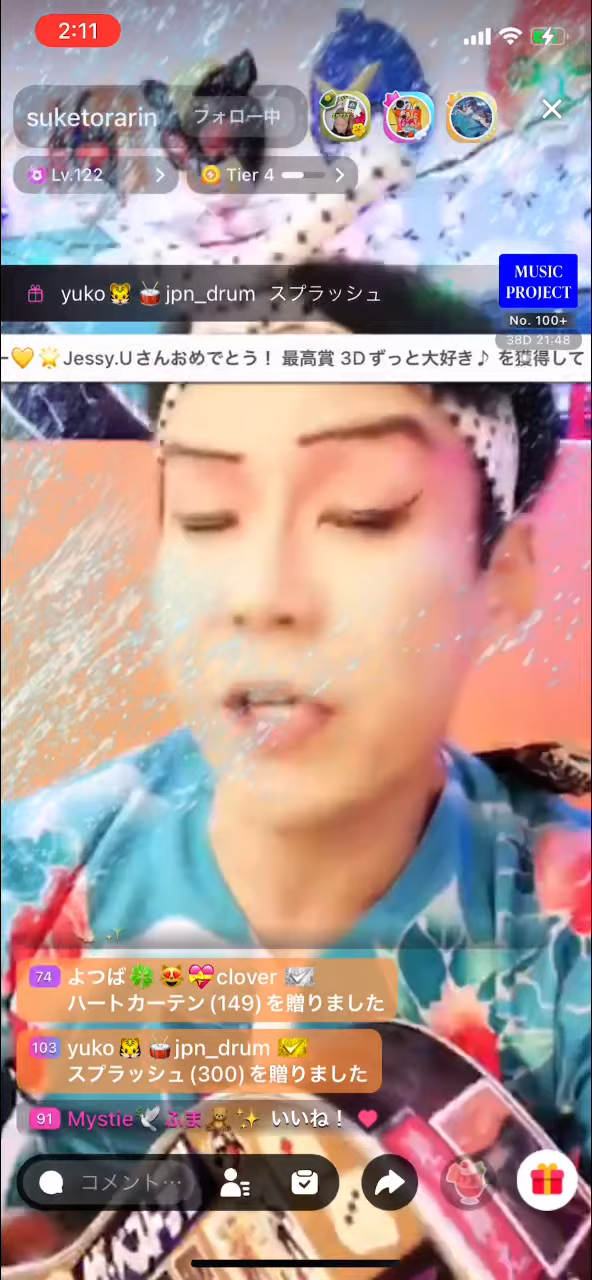 2:11
suketorarin フォロー中
Lv.122
Tier 4
yuko🐯🥁jpn_drum スプラッシュ
MUSIC
PROJECT
No. 100+
38D 21:48
ー💛🌟Jessy.Uさんおめでとう！ 最高賞 3Dずっと大好き♪ を獲得して
74 よつば🍀😻💝clover
ハートカーテン(149)を贈りました
103 yuko🐯🥁jpn_drum
スプラッシュ(300)を贈りました
91 Mystie🕊️ふま🧸✨ いいね！
コメント…